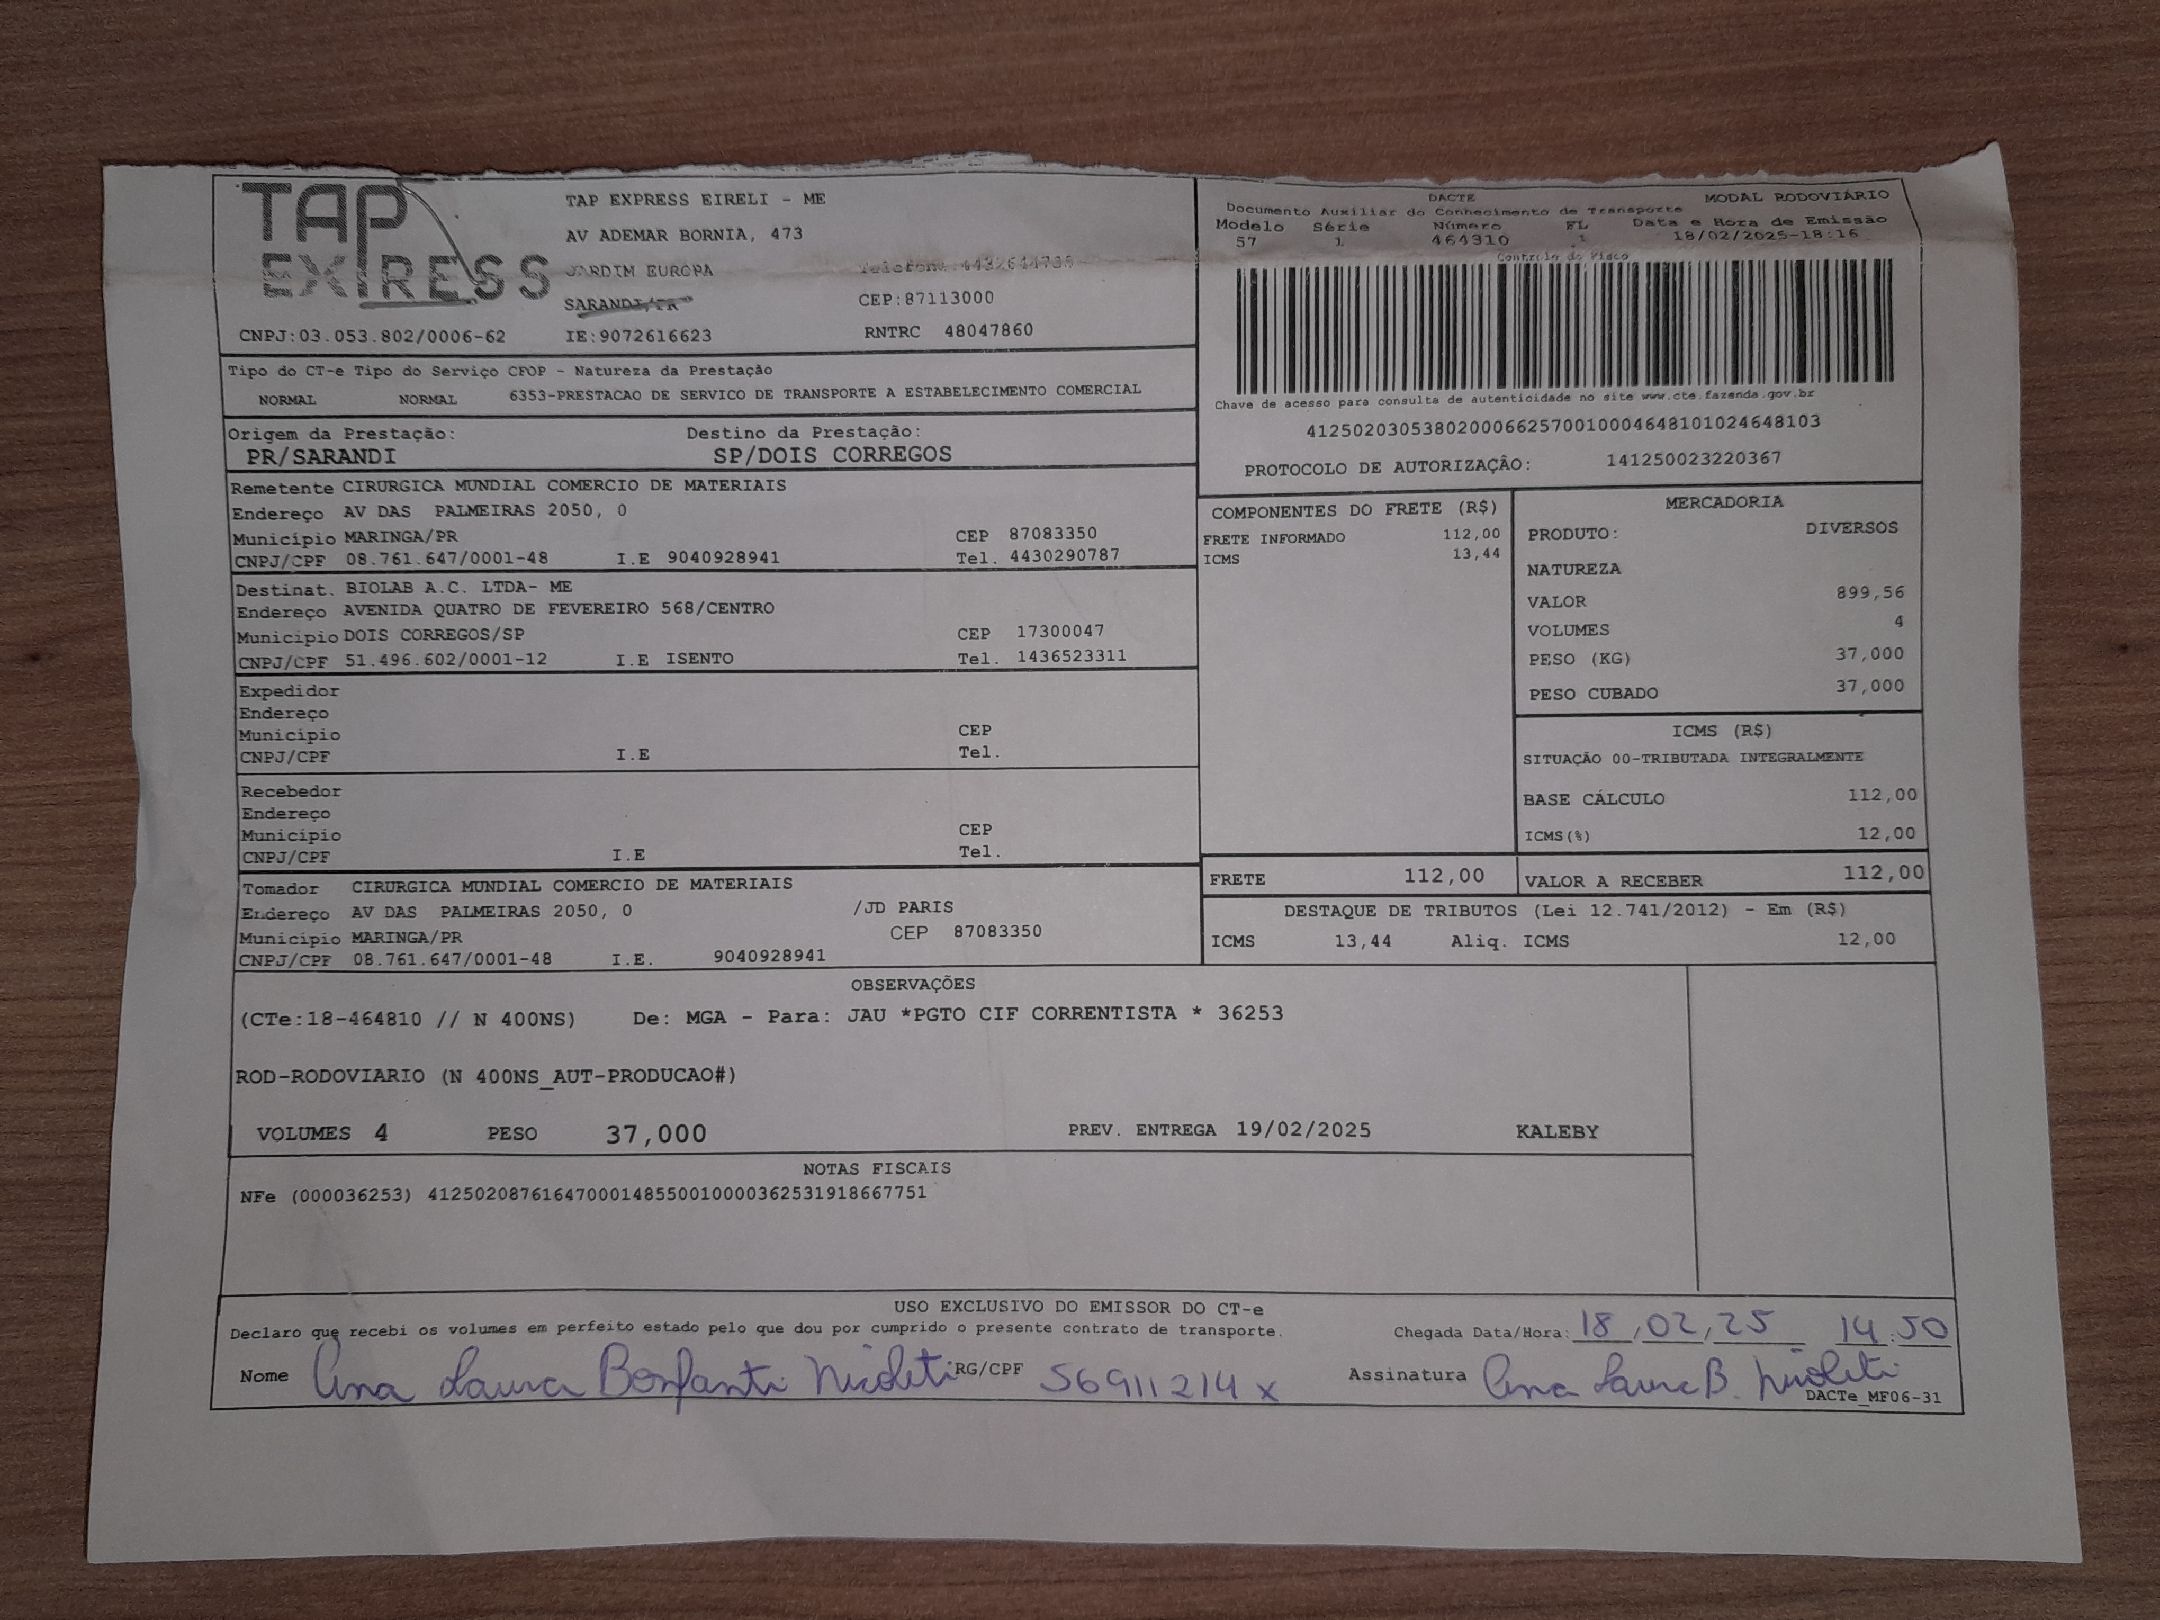 TAP EXPRESS
TAP EXPRESS EIRELI - ME
AV ADEMAR BORNIA, 473
JARDIM EUROPA
SARANDI/PR CEP:87113000
CNPJ:03.053.802/0006-62 IE:9072616623 RNTRC 48047860
DACTE MODAL RODOVIÁRIO
Documento Auxiliar do Conhecimento de Transporte
Modelo Série Número FL Data e Hora de Emissão
57 1 464810 1 18/02/2025-18:16
Controle do Fisco
Chave de acesso para consulta de autenticidade no site www.cte.fazenda.gov.br
41250203053802000662570010004648101024648103
PROTOCOLO DE AUTORIZAÇÃO: 141250023220367
Tipo do CT-e Tipo do Serviço CFOP - Natureza da Prestação
NORMAL NORMAL 6353-PRESTACAO DE SERVICO DE TRANSPORTE A ESTABELECIMENTO COMERCIAL
Origem da Prestação: Destino da Prestação:
PR/SARANDI SP/DOIS CORREGOS
Remetente CIRURGICA MUNDIAL COMERCIO DE MATERIAIS
Endereço AV DAS PALMEIRAS 2050, 0
Município MARINGA/PR CEP 87083350
CNPJ/CPF 08.761.647/0001-48 I.E 9040928941 Tel. 4430290787
Destinat. BIOLAB A.C. LTDA- ME
Endereço AVENIDA QUATRO DE FEVEREIRO 568/CENTRO
Município DOIS CORREGOS/SP CEP 17300047
CNPJ/CPF 51.496.602/0001-12 I.E ISENTO Tel. 1436523311
Expedidor
Endereço
Município CEP
CNPJ/CPF I.E Tel.
Recebedor
Endereço
Município CEP
CNPJ/CPF I.E Tel.
Tomador CIRURGICA MUNDIAL COMERCIO DE MATERIAIS
Endereço AV DAS PALMEIRAS 2050, 0 /JD PARIS
Município MARINGA/PR CEP 87083350
CNPJ/CPF 08.761.647/0001-48 I.E. 9040928941
COMPONENTES DO FRETE (R$)
FRETE INFORMADO 112,00
ICMS 13,44
MERCADORIA
PRODUTO: DIVERSOS
NATUREZA
VALOR 899,56
VOLUMES 4
PESO (KG) 37,000
PESO CUBADO 37,000
ICMS (R$)
SITUAÇÃO 00-TRIBUTADA INTEGRALMENTE
BASE CÁLCULO 112,00
ICMS(%) 12,00
FRETE 112,00 VALOR A RECEBER 112,00
DESTAQUE DE TRIBUTOS (Lei 12.741/2012) - Em (R$)
ICMS 13,44 Aliq. ICMS 12,00
OBSERVAÇÕES
(CTe:18-464810 // N 400NS) De: MGA - Para: JAU *PGTO CIF CORRENTISTA * 36253
ROD-RODOVIARIO (N 400NS_AUT-PRODUCAO#)
VOLUMES 4 PESO 37,000 PREV. ENTREGA 19/02/2025 KALEBY
NOTAS FISCAIS
NFe (000036253) 41250208761647000148550010000362531918667751
USO EXCLUSIVO DO EMISSOR DO CT-e
Declaro que recebi os volumes em perfeito estado pelo que dou por cumprido o presente contrato de transporte. Chegada Data/Hora: 18,02,25 14:50
Nome Ana Laura Bonfanti Nicoleti RG/CPF 56911214x Assinatura Ana Laura B. Nicoleti
DACTe_MF06-31